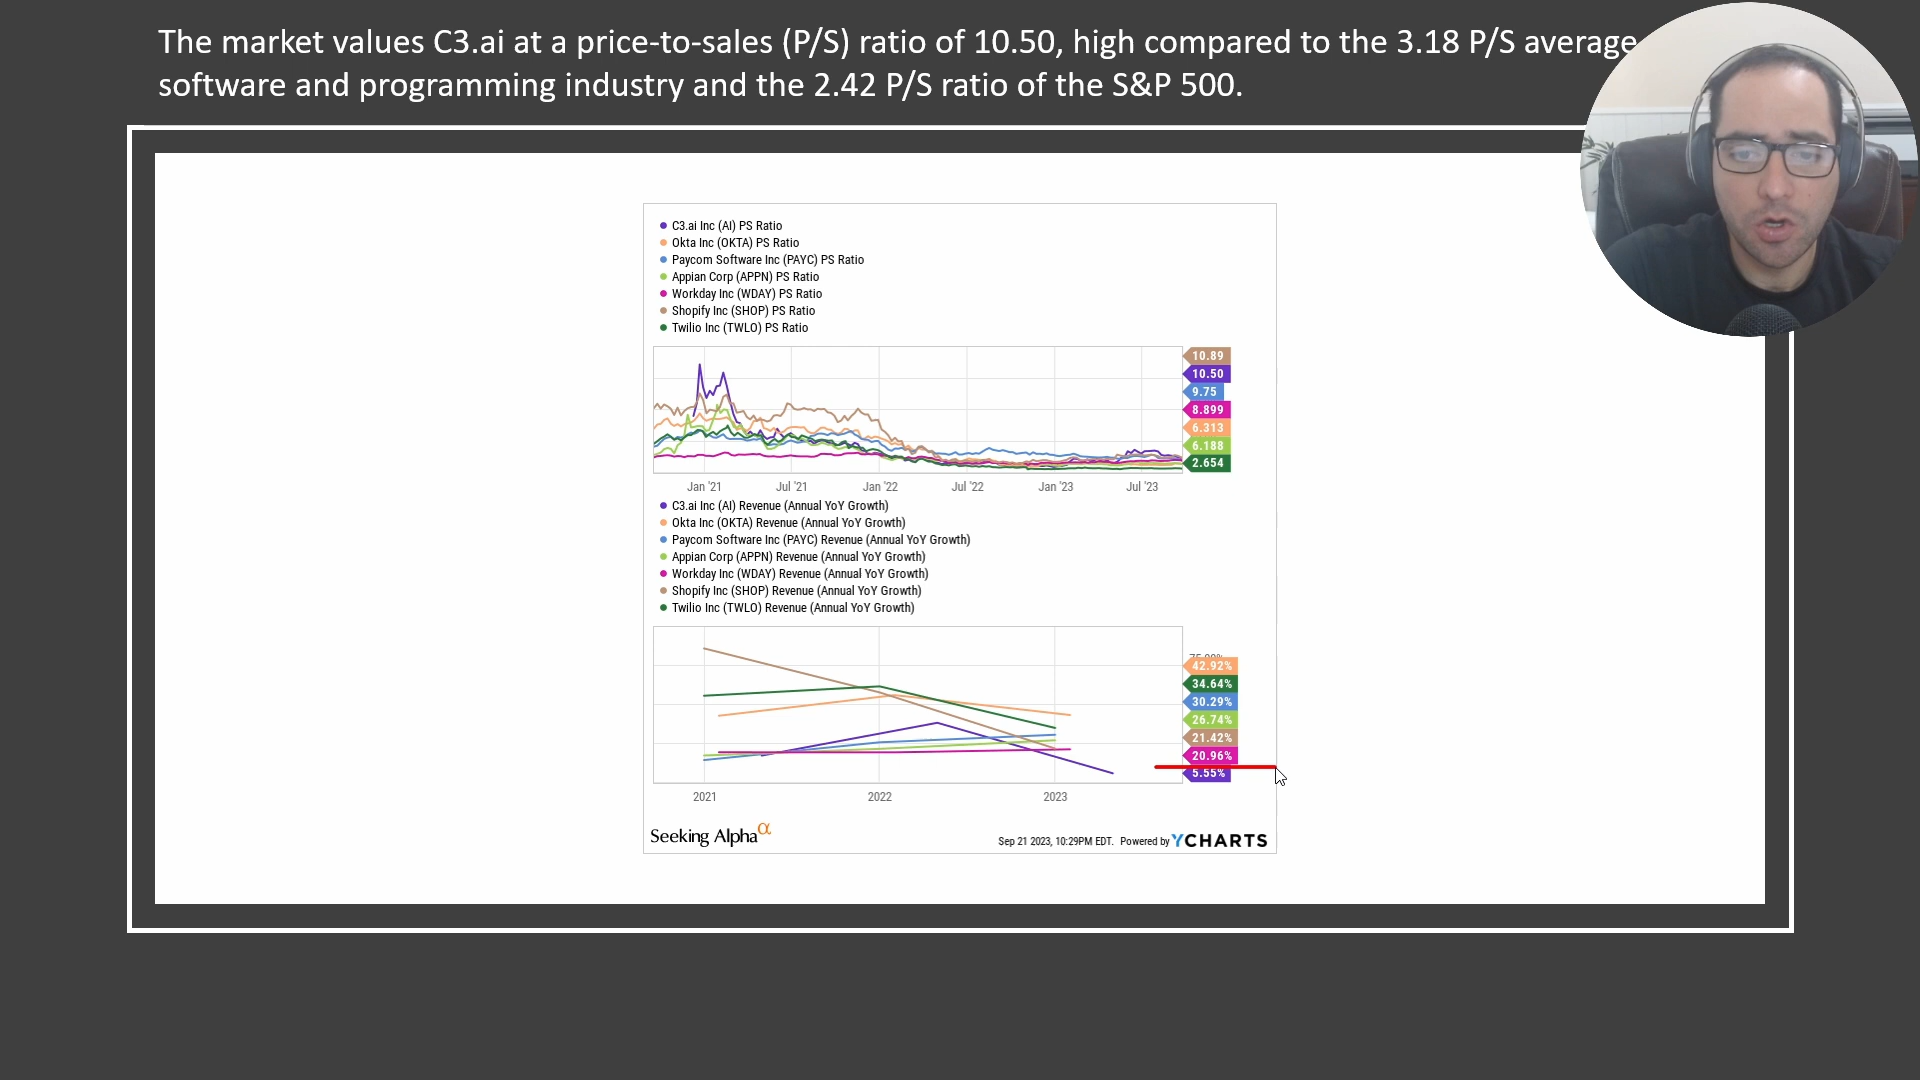 The market values C3.ai at a price-to-sales (P/S) ratio of 10.50, high compared to the 3.18 P/S average
software and programming industry and the 2.42 P/S ratio of the S&P 500.
C3.ai Inc (AI) PS Ratio
Okta Inc (OKTA) PS Ratio
Paycom Software Inc (PAYC) PS Ratio
Appian Corp (APPN) PS Ratio
Workday Inc (WDAY) PS Ratio
Shopify Inc (SHOP) PS Ratio
Twilio Inc (TWLO) PS Ratio
10.89
10.50
9.75
8.899
6.313
6.188
2.654
Jan '21 Jul '21 Jan '22 Jul '22 Jan '23 Jul '23
C3.ai Inc (AI) Revenue (Annual YoY Growth)
Okta Inc (OKTA) Revenue (Annual YoY Growth)
Paycom Software Inc (PAYC) Revenue (Annual YoY Growth)
Appian Corp (APPN) Revenue (Annual YoY Growth)
Workday Inc (WDAY) Revenue (Annual YoY Growth)
Shopify Inc (SHOP) Revenue (Annual YoY Growth)
Twilio Inc (TWLO) Revenue (Annual YoY Growth)
42.92%
34.64%
30.29%
26.74%
21.42%
20.96%
5.55%
2021 2022 2023
Seeking Alphaα
Sep 21 2023, 10:29PM EDT. Powered by YCHARTS